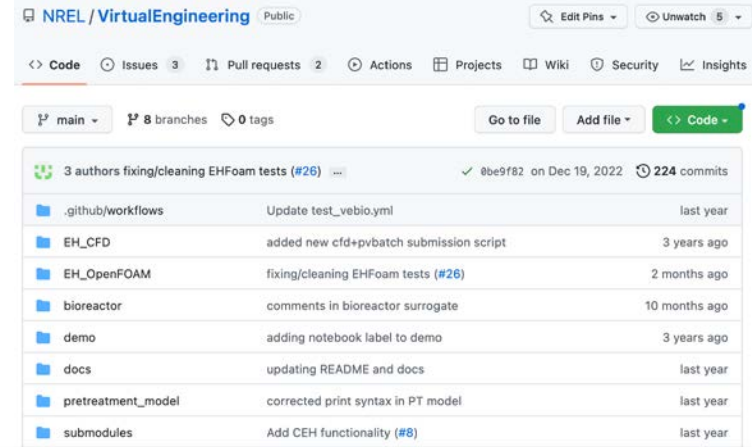 NREL / VirtualEngineering Public Edit Pins Unwatch 5
Code Issues 3 Pull requests 2 Actions Projects Wiki Security Insights
main 8 branches 0 tags Go to file Add file Code
3 authors fixing/cleaning EHFoam tests (#26) ... 0be9f82 on Dec 19, 2022 224 commits
.github/workflows Update test_vebio.yml last year
EH_CFD added new cfd+pvbatch submission script 3 years ago
EH_OpenFOAM fixing/cleaning EHFoam tests (#26) 2 months ago
bioreactor comments in bioreactor surrogate 10 months ago
demo adding notebook label to demo 3 years ago
docs updating README and docs last year
pretreatment_model corrected print syntax in PT model last year
submodules Add CEH functionality (#8) last year